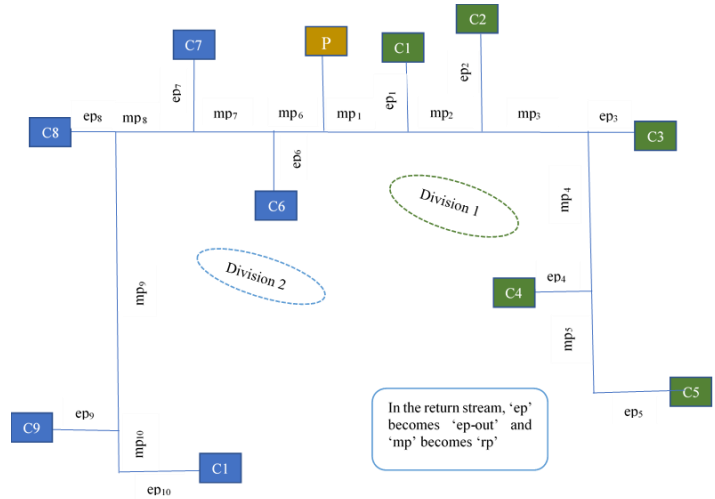 C2
C7
P
C1
ep₇
ep₁
ep₂
C8
ep₈
mp₈
mp₇
mp₆
mp₁
mp₂
mp₃
ep₃
C3
ep₆
C6
Division 1
mp₄
Division 2
mp₉
ep₄
C4
mp₅
In the return stream, ‘ep’
becomes ‘ep-out’ and
‘mp’ becomes ‘rp’
C5
ep₅
ep₉
C9
mp₁₀
C1
ep₁₀